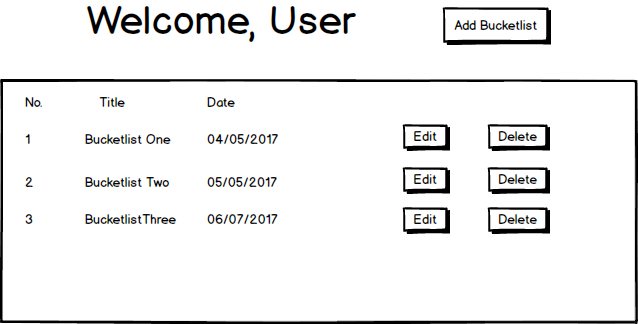 Welcome, User Add Bucketlist
No. Title Date
1 Bucketlist One 04/05/2017 Edit Delete
2 Bucketlist Two 05/05/2017 Edit Delete
3 BucketlistThree 06/07/2017 Edit Delete